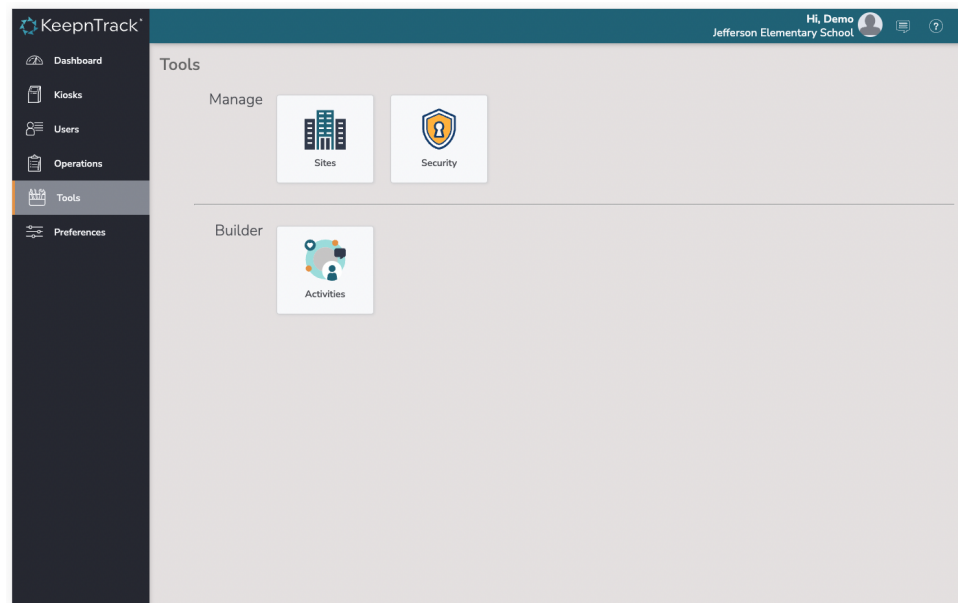 KeepnTrack
Hi, Demo
Jefferson Elementary School
?
Dashboard
Kiosks
Users
Operations
Tools
Preferences
Tools
Manage
Sites
Security
Builder
Activities